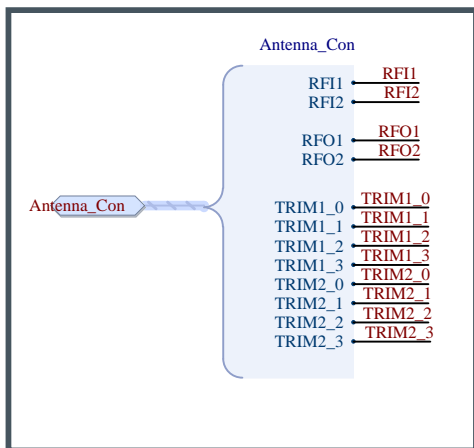 Antenna_Con
RFI1 RFI1
RFI2 RFI2
RFO1 RFO1
RFO2 RFO2
Antenna_Con
TRIM1_0 TRIM1_0
TRIM1_1 TRIM1_1
TRIM1_2 TRIM1_2
TRIM1_3 TRIM1_3
TRIM2_0 TRIM2_0
TRIM2_1 TRIM2_1
TRIM2_2 TRIM2_2
TRIM2_3 TRIM2_3